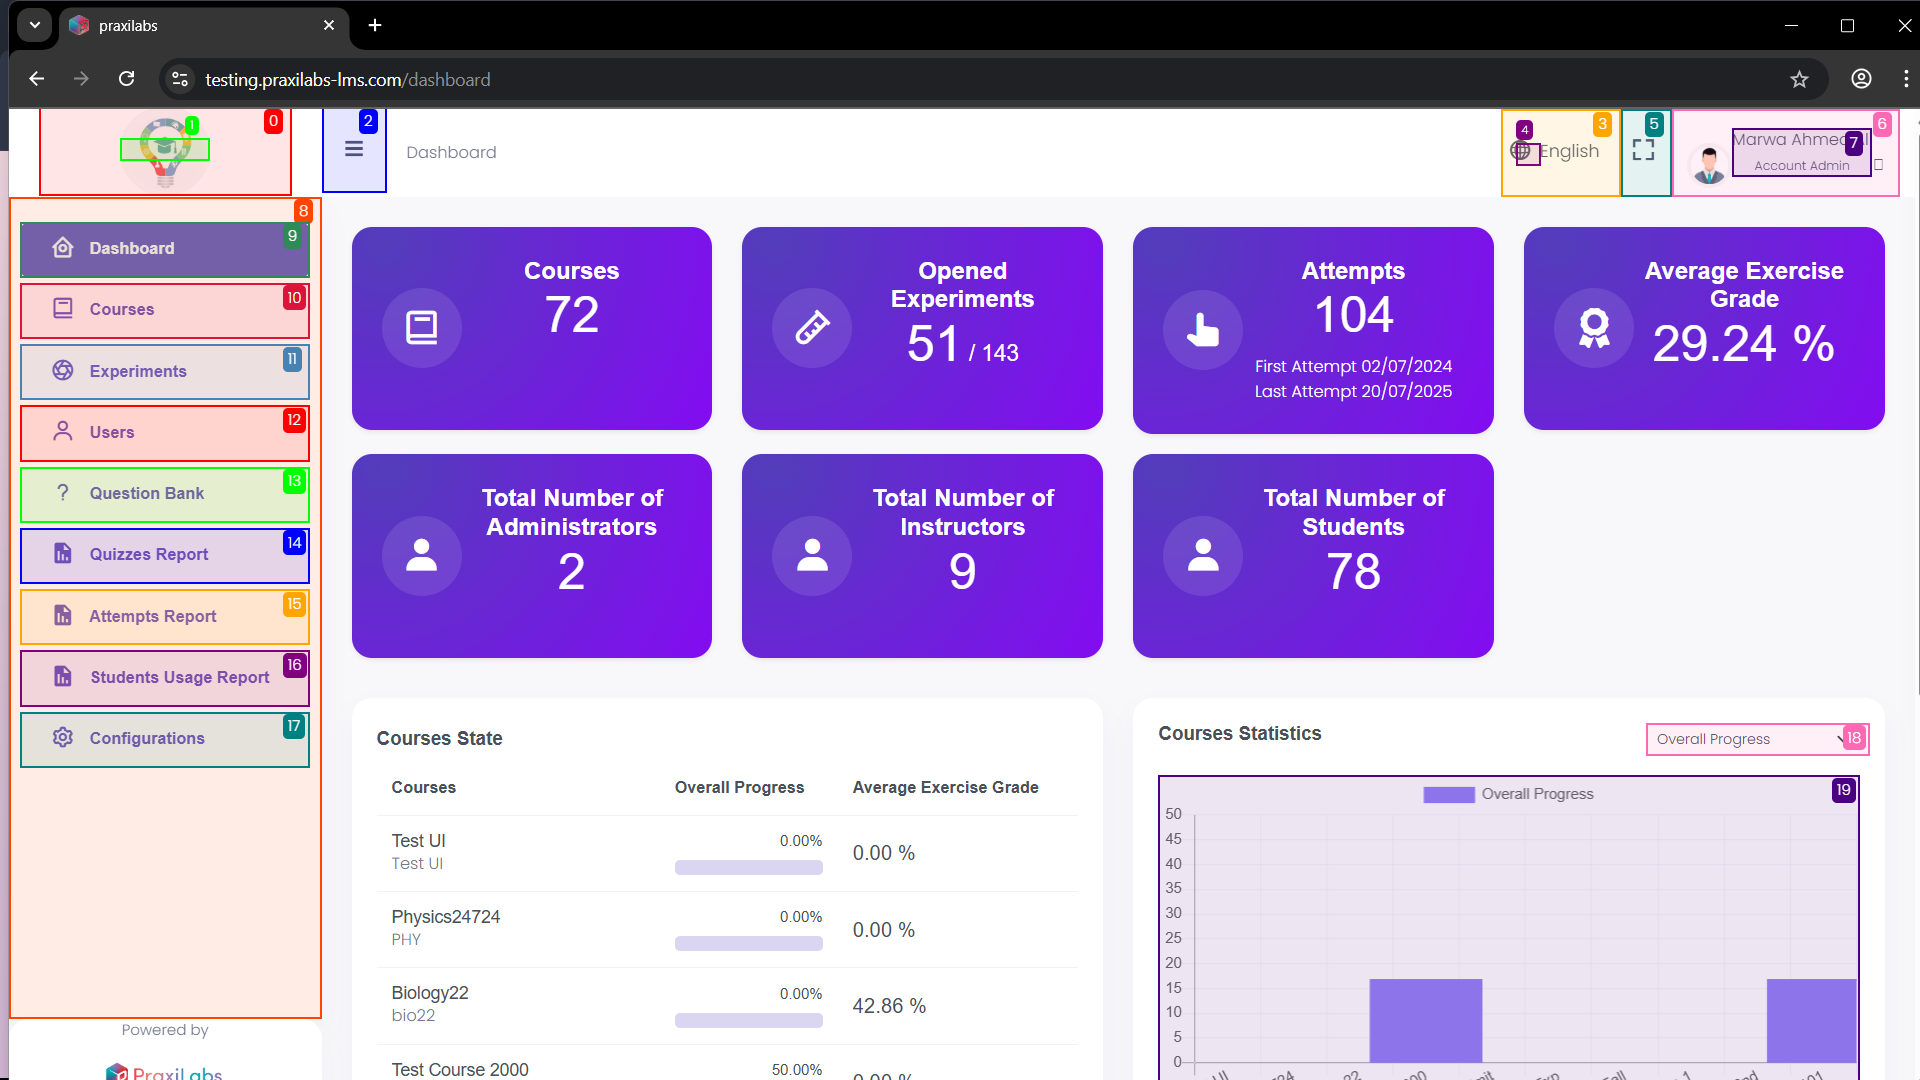 praxilabs
testing.praxilabs-lms.com/dashboard
0
1
2
Dashboard
3
4
English
5
6
7
Marwa Ahmed
Account Admin
8
Dashboard
9
Courses
10
Experiments
11
Users
12
Question Bank
13
Quizzes Report
14
Attempts Report
15
Students Usage Report
16
Configurations
17
Powered by
PraxiLabs
Courses
72
Opened
Experiments
51 / 143
Attempts
104
First Attempt 02/07/2024
Last Attempt 20/07/2025
Average Exercise
Grade
29.24 %
Total Number of
Administrators
2
Total Number of
Instructors
9
Total Number of
Students
78
Courses State
Courses Overall Progress Average Exercise Grade
Test UI
Test UI
0.00%
0.00 %
Physics24724
PHY
0.00%
0.00 %
Biology22
bio22
0.00%
42.86 %
Test Course 2000
50.00%
0.00 %
Courses Statistics
Overall Progress
18
19
Overall Progress
50
45
40
35
30
25
20
15
10
5
0